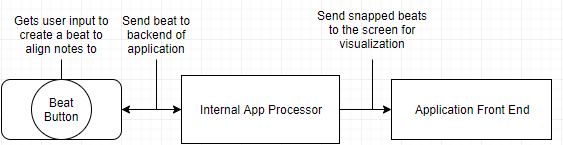 Gets user input to
create a beat to
align notes to
Send beat to
backend of
application
Send snapped beats
to the screen for
visualization
Beat
Button
Internal App Processor
Application Front End